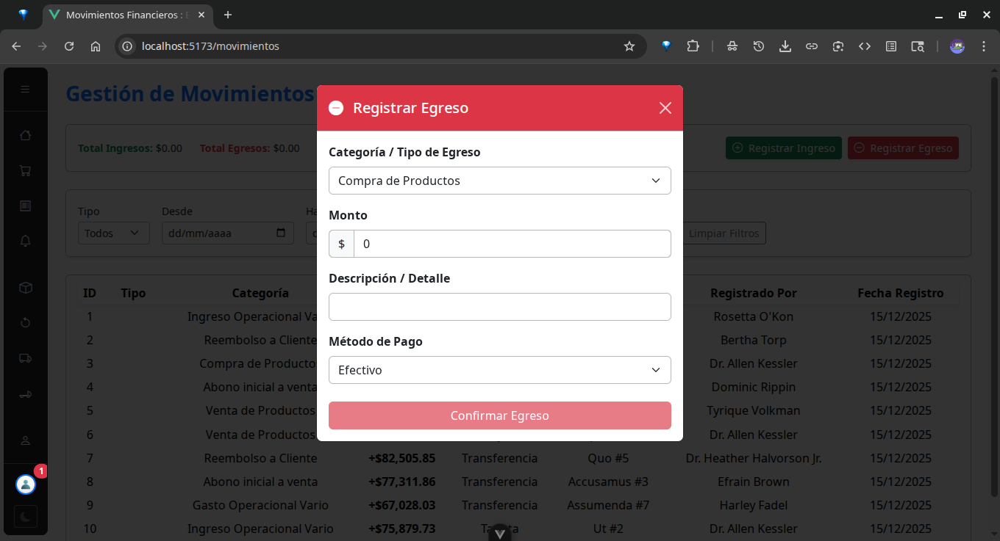 Movimientos Financieros :
localhost:5173/movimientos
Gestión de Movimientos
Total Ingresos: $0.00 Total Egresos: $0.00 Registrar Ingreso Registrar Egreso
Tipo Desde
Todos dd/mm/aaaa Limpiar Filtros
Registrar Egreso
Categoría / Tipo de Egreso
Compra de Productos
Monto
$ 0
Descripción / Detalle
Método de Pago
Efectivo
Confirmar Egreso
ID Tipo Categoría Registrado Por Fecha Registro
1 Ingreso Operacional Va Rosetta O'Kon 15/12/2025
2 Reembolso a Cliente Bertha Torp 15/12/2025
3 Compra de Producto Dr. Allen Kessler 15/12/2025
4 Abono inicial a venta Dominic Rippin 15/12/2025
5 Venta de Productos Tyrique Volkman 15/12/2025
6 Venta de Productos Dr. Allen Kessler 15/12/2025
7 Reembolso a Cliente +$82,505.85 Transferencia Quo #5 Dr. Heather Halvorson Jr. 15/12/2025
8 Abono inicial a venta +$77,311.86 Transferencia Accusamus #3 Efrain Brown 15/12/2025
9 Gasto Operacional Vario +$67,028.03 Transferencia Assumenda #7 Harley Fadel 15/12/2025
10 Ingreso Operacional Vario +$75,879.73 Ut #2 Dr. Allen Kessler 15/12/2025
1